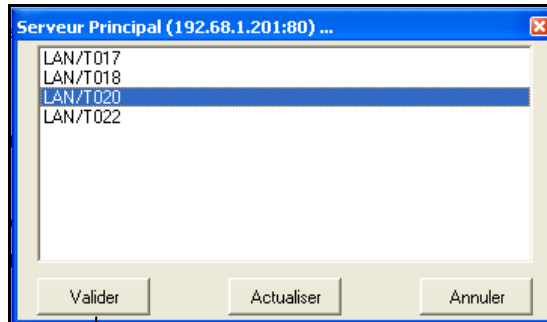 Serveur Principal (192.68.1.201:80) ...
LAN/T017
LAN/T018
LAN/T020
LAN/T022
Valider Actualiser Annuler